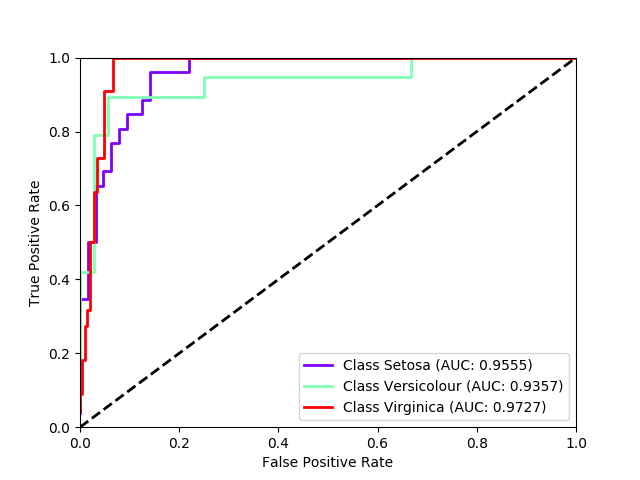 1.0
0.8
0.6
0.4
0.2
0.0
True Positive Rate
0.0 0.2 0.4 0.6 0.8 1.0
False Positive Rate
Class Setosa (AUC: 0.9555)
Class Versicolour (AUC: 0.9357)
Class Virginica (AUC: 0.9727)